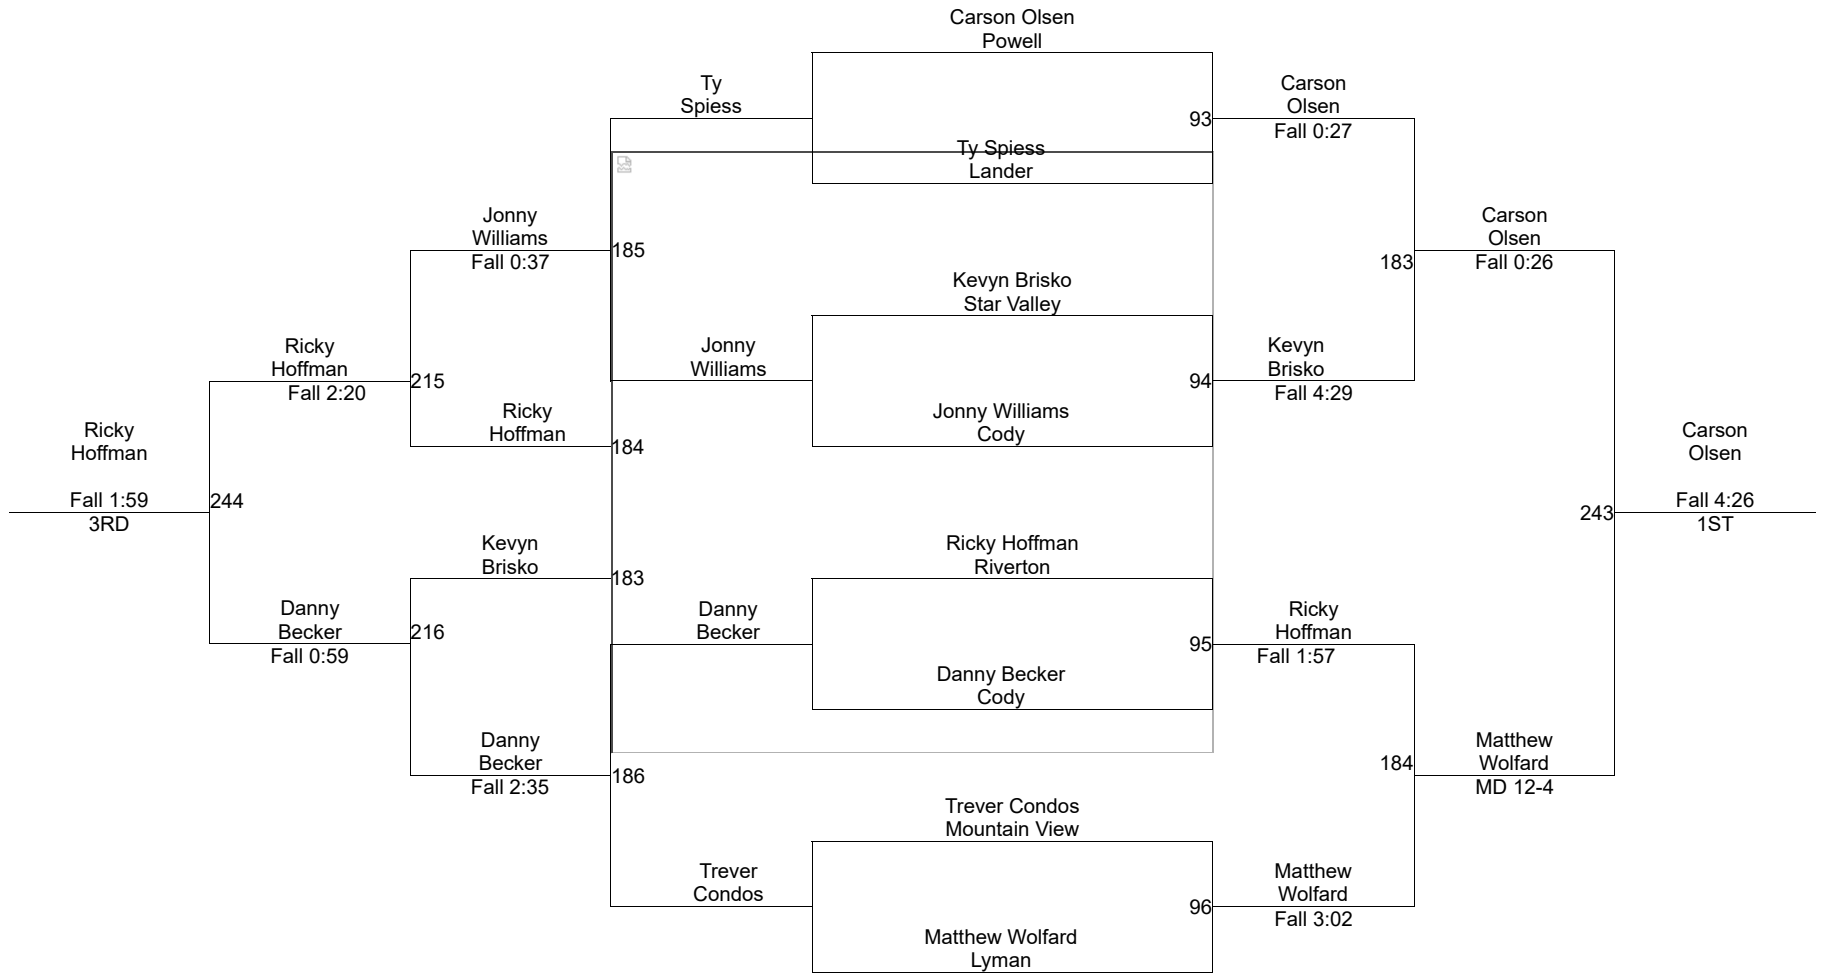 Carson Olsen
Powell
Ty
Spiess
93
Carson
Olsen
Fall 0:27
Ty Spiess
Lander
Jonny
Williams
Fall 0:37
185
Carson
Olsen
Fall 0:26
183
Kevyn Brisko
Star Valley
Ricky
Hoffman
Fall 2:20
215
Jonny
Williams
94
Kevyn
Brisko
Fall 4:29
Ricky
Hoffman
184
Jonny Williams
Cody
Ricky
Hoffman
Fall 1:59
3RD
244
Carson
Olsen
Fall 4:26
1ST
243
Kevyn
Brisko
183
Ricky Hoffman
Riverton
Danny
Becker
Fall 0:59
216
Danny
Becker
95
Ricky
Hoffman
Fall 1:57
Danny Becker
Cody
Danny
Becker
Fall 2:35
186
184
Matthew
Wolfard
MD 12-4
Trever Condos
Mountain View
Trever
Condos
96
Matthew
Wolfard
Fall 3:02
Matthew Wolfard
Lyman